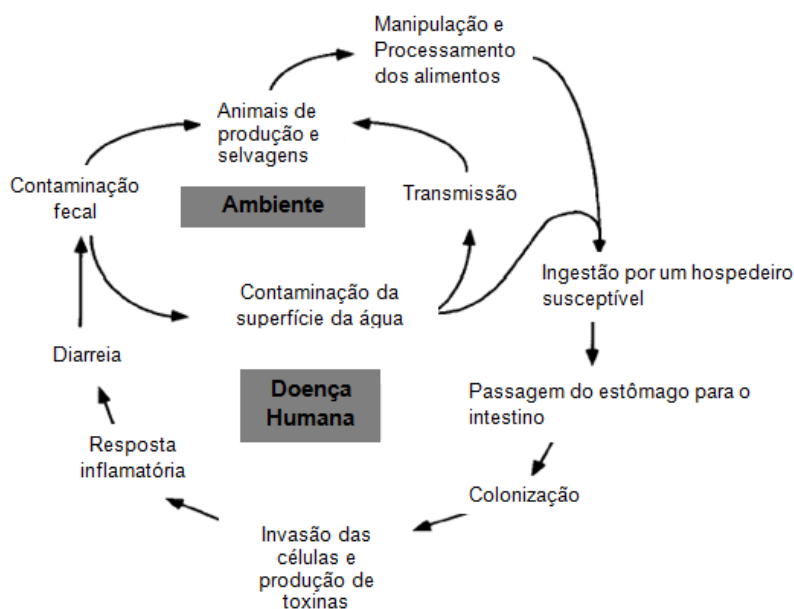 Manipulação e
Processamento
dos alimentos
Animais de
produção e
selvagens
Contaminação
fecal
Ambiente
Transmissão
Ingestão por um hospedeiro
susceptível
Contaminação da
superfície da água
Diarreia
Doença
Humana
Passagem do estômago para o
intestino
Resposta
inflamatória
Colonização
Invasão das
células e
produção de
toxinas